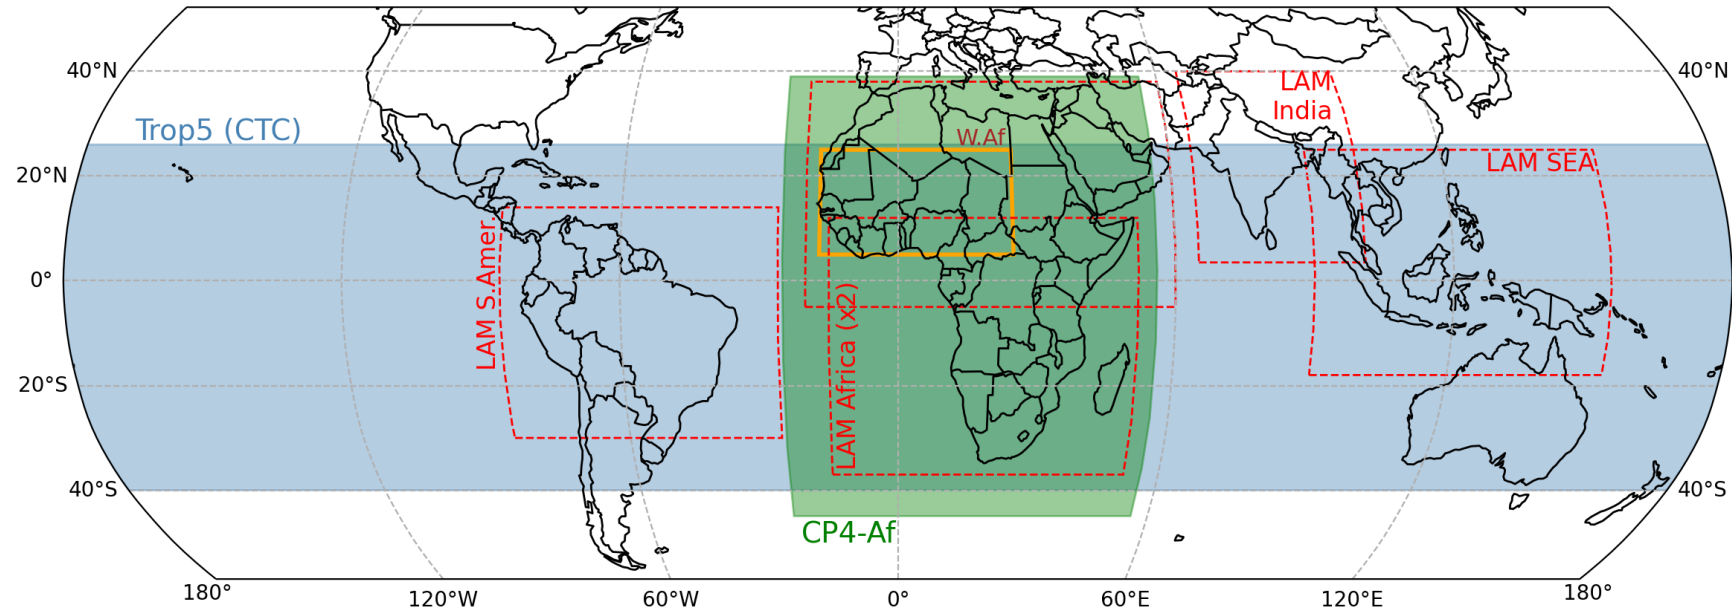 40°N
40°N
LAM
India
Trop5 (CTC)
W.Af
LAM SEA
20°N
LAM S.Amer.
0°
LAM Africa (x2)
20°S
40°S
40°S
CP4-Af
180°
120°W
60°W
0°
60°E
120°E
180°